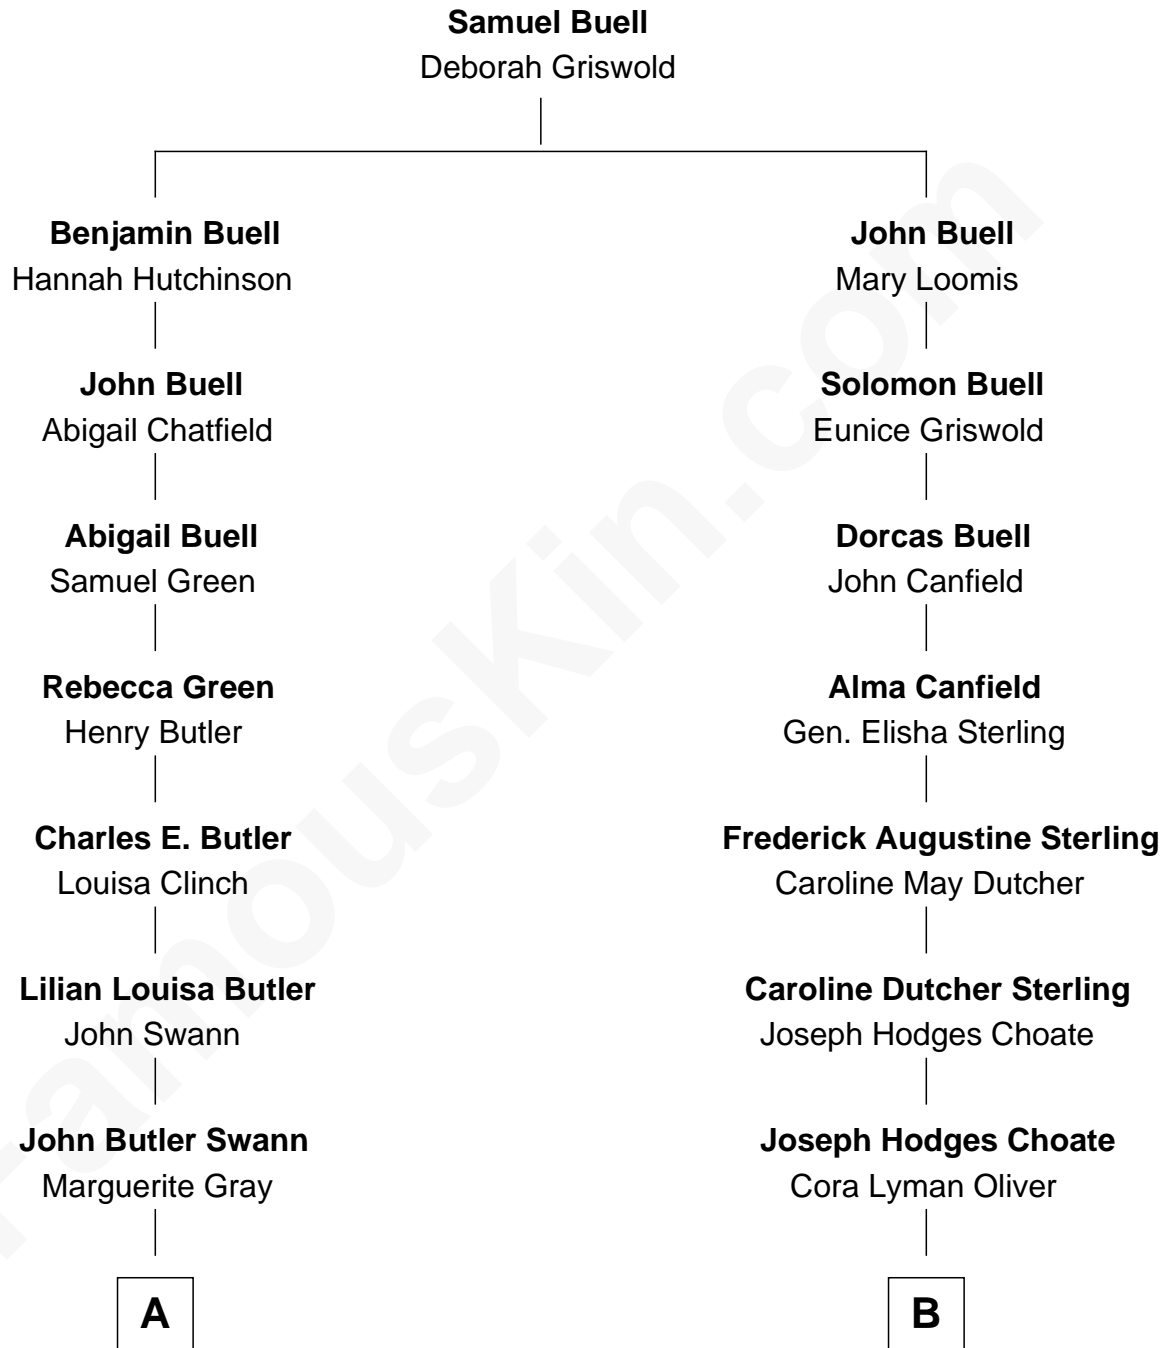 Samuel Buell
Deborah Griswold
Benjamin Buell
Hannah Hutchinson
John Buell
Mary Loomis
John Buell
Abigail Chatfield
Solomon Buell
Eunice Griswold
Abigail Buell
Samuel Green
Dorcas Buell
John Canfield
Rebecca Green
Henry Butler
Alma Canfield
Gen. Elisha Sterling
Charles E. Butler
Louisa Clinch
Frederick Augustine Sterling
Caroline May Dutcher
Lilian Louisa Butler
John Swann
Caroline Dutcher Sterling
Joseph Hodges Choate
John Butler Swann
Marguerite Gray
Joseph Hodges Choate
Cora Lyman Oliver
A
B
FamousKin.com